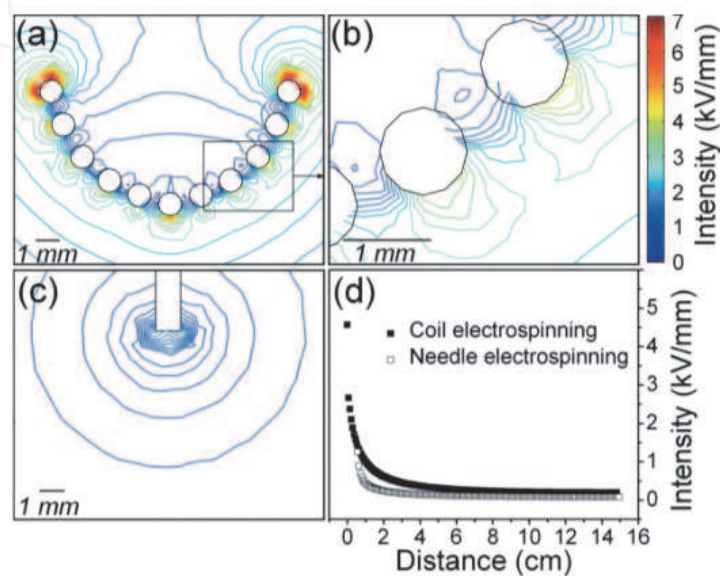 (a)
1 mm
(b)
1 mm
7
6
5
4
3
2
1
0
Intensity (kV/mm)
(c)
1 mm
(d)
Coil electrospinning
Needle electrospinning
5
4
3
2
1
0
Intensity (kV/mm)
0 2 4 6 8 10 12 14 16
Distance (cm)